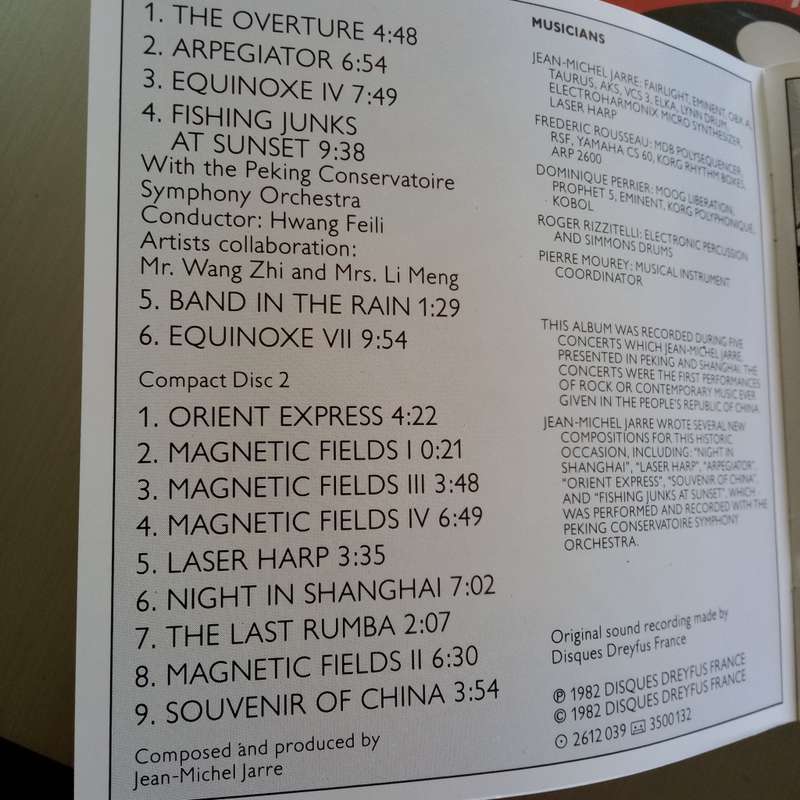 1. THE OVERTURE 4:48
2. ARPEGIATOR 6:54
3. EQUINOXE IV 7:49
4. FISHING JUNKS
AT SUNSET 9:38
With the Peking Conservatoire
Symphony Orchestra
Conductor: Hwang Feili
Artists collaboration:
Mr. Wang Zhi and Mrs. Li Meng
5. BAND IN THE RAIN 1:29
6. EQUINOXE VII 9:54
Compact Disc 2
1. ORIENT EXPRESS 4:22
2. MAGNETIC FIELDS I 0:21
3. MAGNETIC FIELDS III 3:48
4. MAGNETIC FIELDS IV 6:49
5. LASER HARP 3:35
6. NIGHT IN SHANGHAI 7:02
7. THE LAST RUMBA 2:07
8. MAGNETIC FIELDS II 6:30
9. SOUVENIR OF CHINA 3:54
Composed and produced by
Jean-Michel Jarre
MUSICIANS
JEAN-MICHEL JARRE: FAIRLIGHT, EMINENT, OBX A,
TAURUS, AKS, VCS 3, ELKA, LYNN DRUM,
ELECTROHARMONIX MICRO SYNTHESIZER,
LASER HARP
FREDERIC ROUSSEAU: MDB POLYSEQUENCER,
RSF, YAMAHA CS 60, KORG RHYTHM BOXES,
ARP 2600
DOMINIQUE PERRIER: MOOG LIBERATION,
PROPHET 5, EMINENT, KORG POLYPHONIQUE,
KOBOL
ROGER RIZZITELLI: ELECTRONIC PERCUSSION
AND SIMMONS DRUMS
PIERRE MOUREY: MUSICAL INSTRUMENT
COORDINATOR
THIS ALBUM WAS RECORDED DURING FIVE
CONCERTS WHICH JEAN-MICHEL JARRE
PRESENTED IN PEKING AND SHANGHAI. THE
CONCERTS WERE THE FIRST PERFORMANCES
OF ROCK OR CONTEMPORARY MUSIC EVER
GIVEN IN THE PEOPLE'S REPUBLIC OF CHINA.
JEAN-MICHEL JARRE WROTE SEVERAL NEW
COMPOSITIONS FOR THIS HISTORIC
OCCASION, INCLUDING: "NIGHT IN
SHANGHAI", "LASER HARP", "ARPEGIATOR",
"ORIENT EXPRESS", "SOUVENIR OF CHINA",
AND "FISHING JUNKS AT SUNSET", WHICH
WAS PERFORMED AND RECORDED WITH THE
PEKING CONSERVATOIRE SYMPHONY
ORCHESTRA.
Original sound recording made by
Disques Dreyfus France
℗ 1982 DISQUES DREYFUS FRANCE
© 1982 DISQUES DREYFUS FRANCE
2612 039 3500132